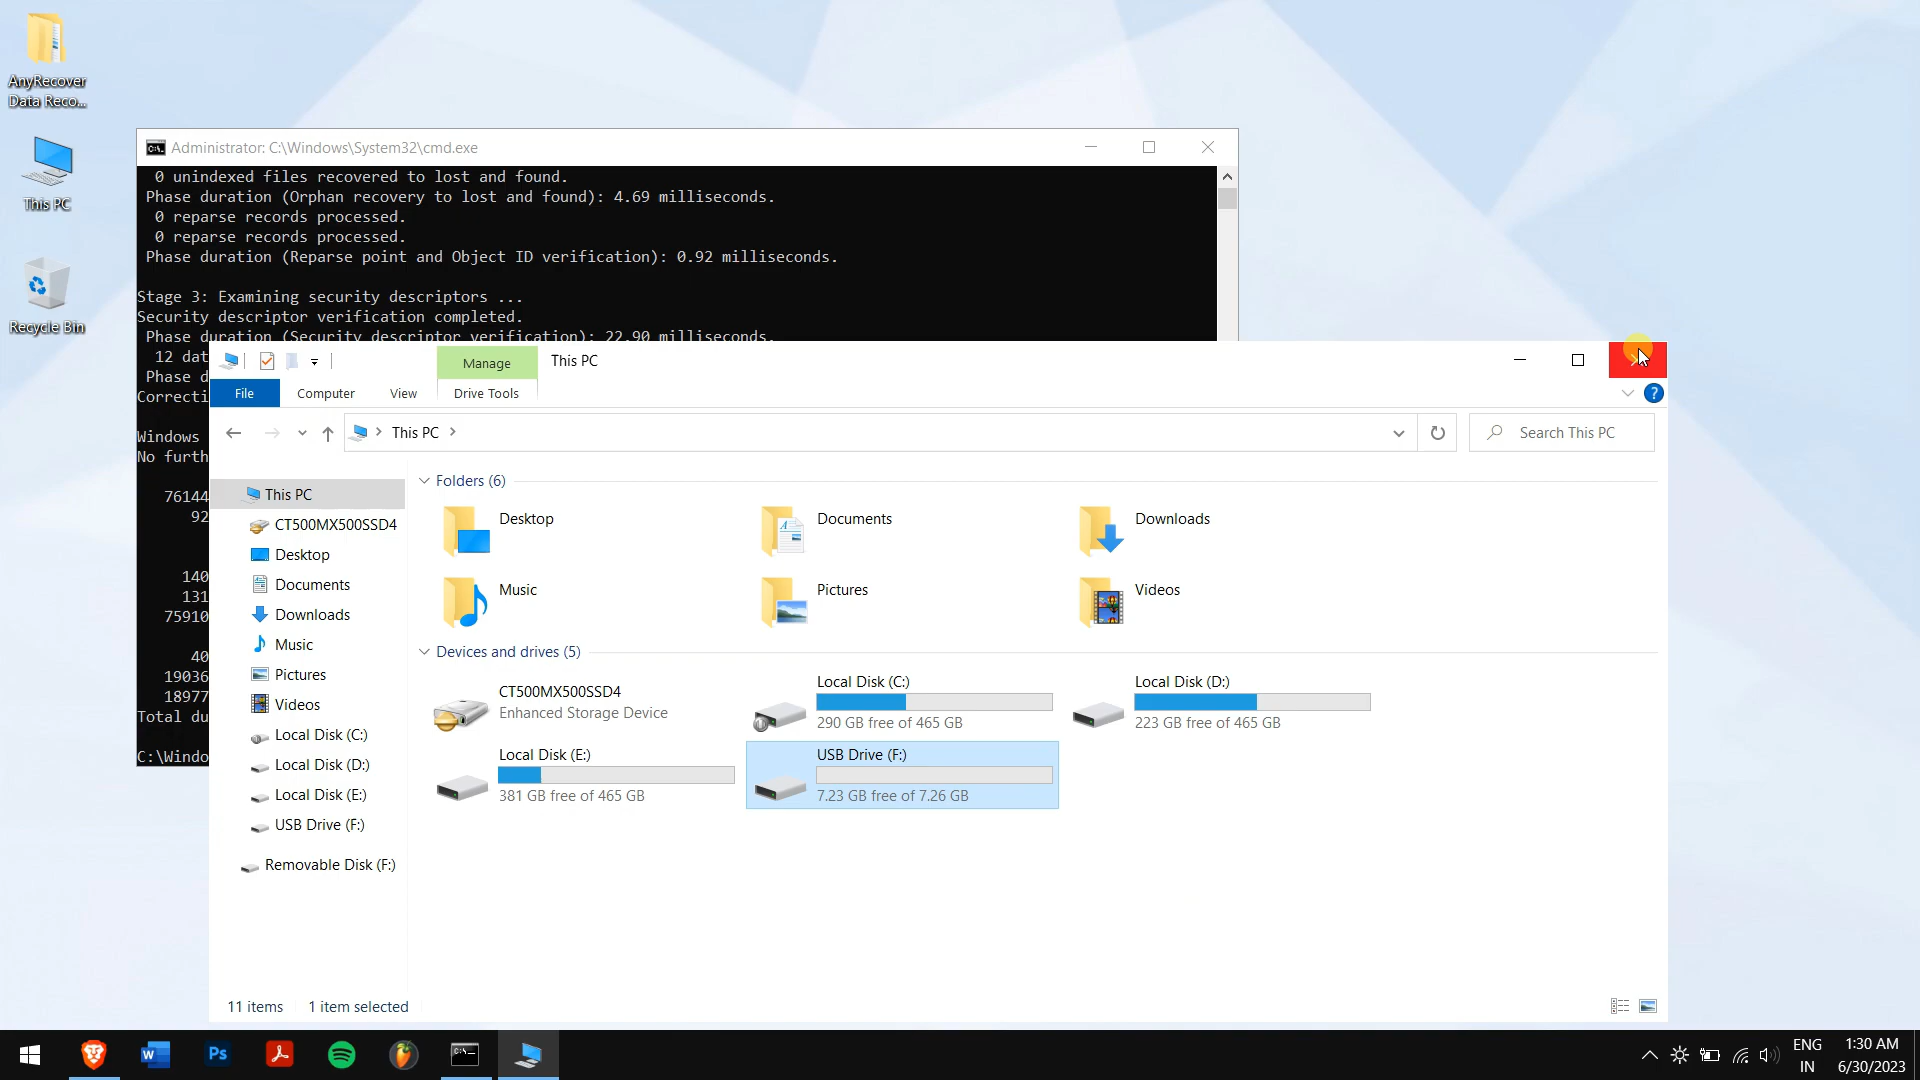 AnyRecover
Data Reco...
This PC
Recycle Bin
Administrator: C:\Windows\System32\cmd.exe
0 unindexed files recovered to lost and found.
Phase duration (Orphan recovery to lost and found): 4.69 milliseconds.
0 reparse records processed.
0 reparse records processed.
Phase duration (Reparse point and Object ID verification): 0.92 milliseconds.
Stage 3: Examining security descriptors ...
Security descriptor verification completed.
Phase duration (Security descriptor verification): 22.90 milliseconds.
12 dat
Phase d
Correcti
Windows
No furth
76144
92
140
131
75910
40
19036
18977
Total du
C:\Windo
Manage
This PC
File
Computer
View
Drive Tools
This PC
Search This PC
This PC
CT500MX500SSD4
Desktop
Documents
Downloads
Music
Pictures
Videos
Local Disk (C:)
Local Disk (D:)
Local Disk (E:)
USB Drive (F:)
Removable Disk (F:)
Folders (6)
Desktop
Documents
Downloads
Music
Pictures
Videos
Devices and drives (5)
CT500MX500SSD4
Enhanced Storage Device
Local Disk (C:)
290 GB free of 465 GB
Local Disk (D:)
223 GB free of 465 GB
Local Disk (E:)
381 GB free of 465 GB
USB Drive (F:)
7.23 GB free of 7.26 GB
11 items
1 item selected
Ps
ENG
IN
1:30 AM
6/30/2023